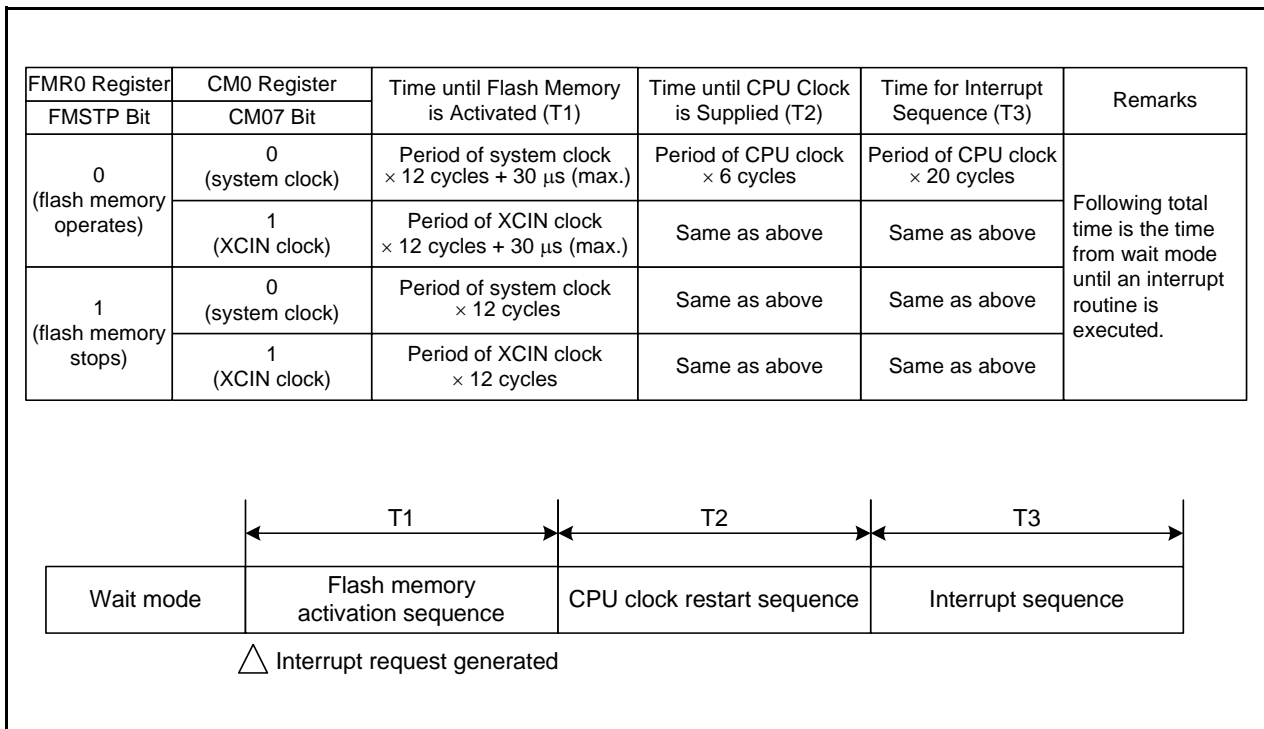 FMR0 Register
CM0 Register
Time until Flash Memory
is Activated (T1)
Time until CPU Clock
is Supplied (T2)
Time for Interrupt
Sequence (T3)
Remarks
FMSTP Bit
CM07 Bit
0
(flash memory
operates)
0
(system clock)
Period of system clock
× 12 cycles + 30 μs (max.)
Period of CPU clock
× 6 cycles
Period of CPU clock
× 20 cycles
Following total
time is the time
from wait mode
until an interrupt
routine is
executed.
1
(XCIN clock)
Period of XCIN clock
× 12 cycles + 30 μs (max.)
Same as above
Same as above
1
(flash memory
stops)
0
(system clock)
Period of system clock
× 12 cycles
Same as above
Same as above
1
(XCIN clock)
Period of XCIN clock
× 12 cycles
Same as above
Same as above
T1
T2
T3
Wait mode
Flash memory
activation sequence
CPU clock restart sequence
Interrupt sequence
Interrupt request generated